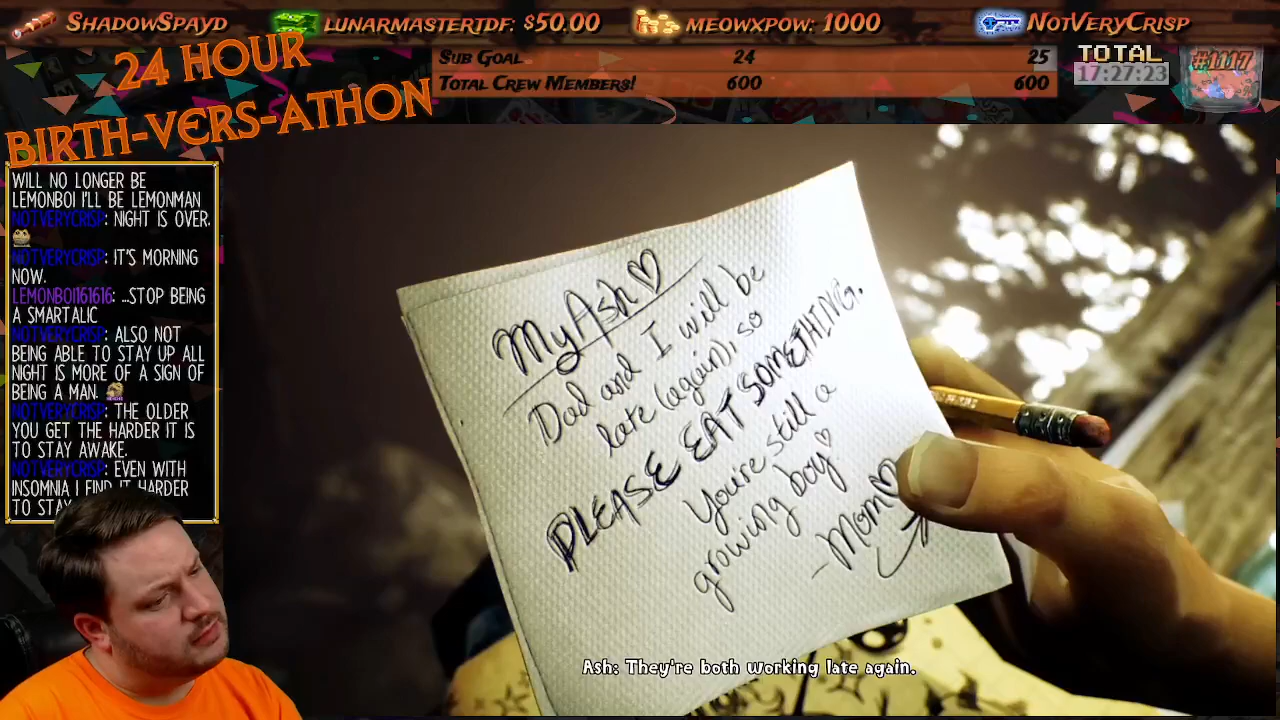 ShadowSpayd
lunarmastertdf: $50.00
meowxpow: 1000
NotVeryCrisp
24 HOUR
BIRTH-VERS-ATHON
Sub Goal 24 25
Total Crew Members! 600 600
TOTAL
17:27:23
#1117
WILL NO LONGER BE
LEMONBOI I'LL BE LEMONMAN
NOTVERYCRISP: NIGHT IS OVER.
NOTVERYCRISP: IT'S MORNING
NOW.
LEMONBOI161616: ...STOP BEING
A SMARTALIC
NOTVERYCRISP: ALSO NOT
BEING ABLE TO STAY UP ALL
NIGHT IS MORE OF A SIGN OF
BEING A MAN.
NOTVERYCRISP: THE OLDER
YOU GET THE HARDER IT IS
TO STAY AWAKE.
NOTVERYCRISP: EVEN WITH
INSOMNIA I FIND IT HARDER
TO STAY
My Ash♡
Dad and I will be
late (again), so
PLEASE EAT SOMETHING.
You're still a
growing boy♡
-Mom♡
Ash: They're both working late again.